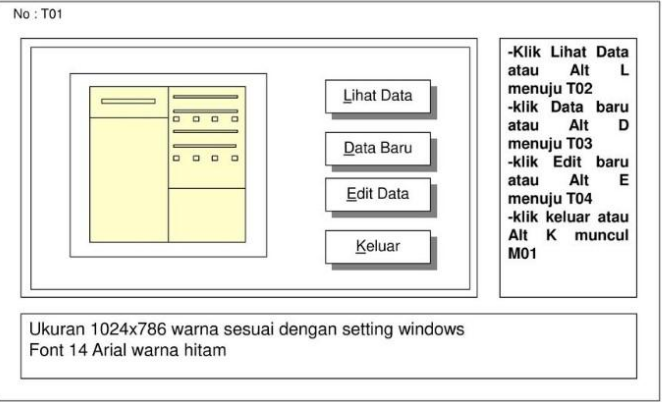 No : T01
Lihat Data
Data Baru
Edit Data
Keluar
-Klik Lihat Data
atau Alt L
menuju T02
-klik Data baru
atau Alt D
menuju T03
-klik Edit baru
atau Alt E
menuju T04
-klik keluar atau
Alt K muncul
M01
Ukuran 1024x786 warna sesuai dengan setting windows
Font 14 Arial warna hitam